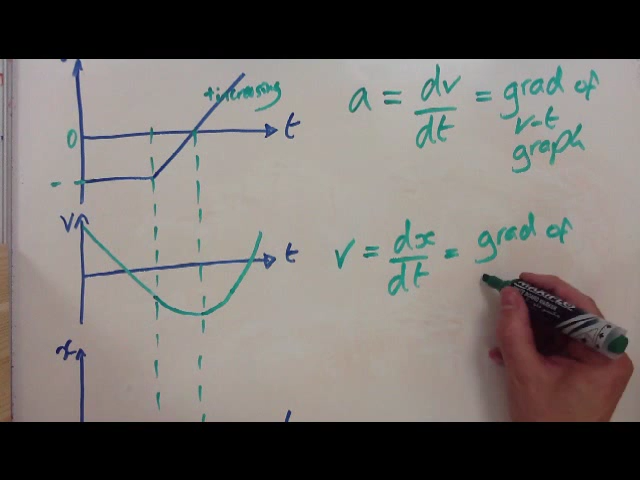 +increasing
0
t
-
a = dv/dt = grad of
v-t
graph
v
t
v = dx/dt = grad of
x